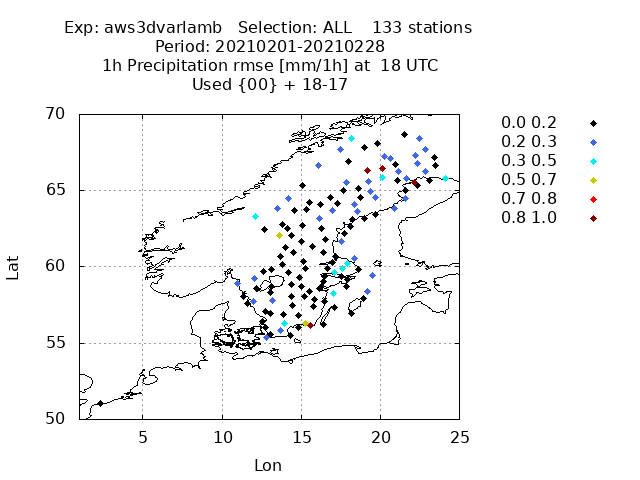 Exp: aws3dvarlamb   Selection: ALL    133 stations
Period: 20210201-20210228
1h Precipitation rmse [mm/1h] at  18 UTC
Used {00} + 18-17
70
65
60
55
50
Lat
5
10
15
20
25
Lon
0.0 0.2
0.2 0.3
0.3 0.5
0.5 0.7
0.7 0.8
0.8 1.0